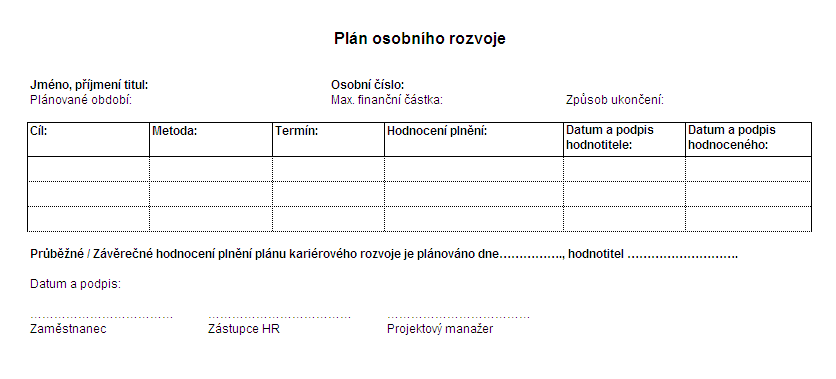 Plán osobního rozvoje
Jméno, příjmení titul: Osobní číslo:
Plánované období: Max. finanční částka: Způsob ukončení:
Cíl: Metoda: Termín: Hodnocení plnění: Datum a podpis hodnotitele: Datum a podpis hodnoceného:
Průběžné / Závěrečné hodnocení plnění plánu kariérového rozvoje je plánováno dne……………., hodnotitel ……………………….
Datum a podpis:
……………………………… ……………………………… ………………………………
Zaměstnanec Zástupce HR Projektový manažer